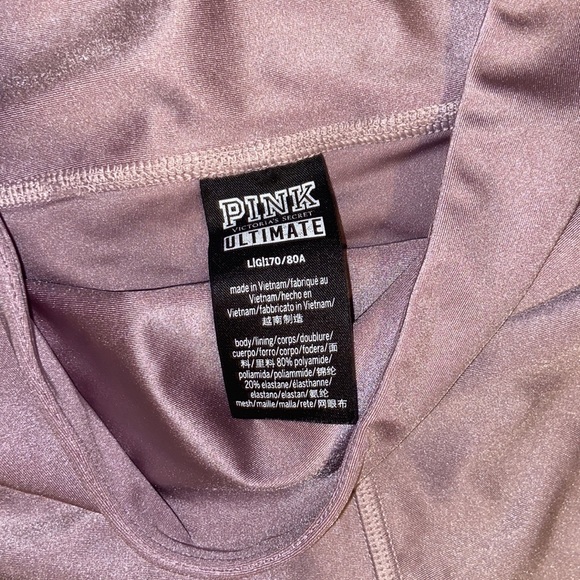 PINK
VICTORIA'S SECRET
ULTIMATE
L|G|170/80A
made in Vietnam/fabriqué au
Vietnam/hecho en
Vietnam/fabbricato in Vietnam/
越南制造
body/lining/corps/doublure/
cuerpo/forro/corpo/fodera/面
料/里料 80% polyamide/
poliamida/poliammide/锦纶
20% elastane/élasthanne/
elastano/elastan/氨纶
mesh/mailie/malla/rete/网眼布